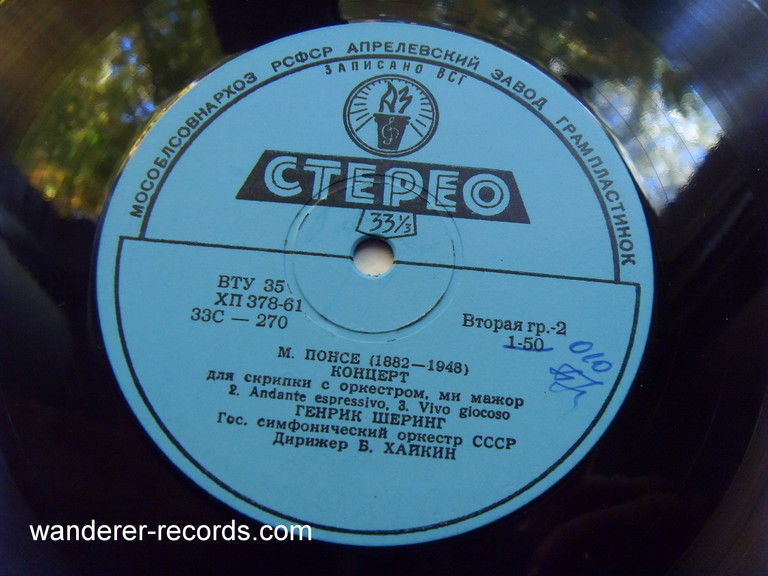 МОСОБЛСОВНАРХОЗ РСФСР АПРЕЛЕВСКИЙ ЗАВОД ГРАМПЛАСТИНОК
ЗАПИСАНО ВСГ
АЗ
СТЕРЕО
33⅓
ВТУ 35
ХП 378-61
33С — 270
Вторая гр.-2
1-50
010
М. ПОНСЕ (1882—1948)
КОНЦЕРТ
для скрипки с оркестром, ми мажор
2. Andante espressivo, 3. Vivo giocoso
ГЕНРИК ШЕРИНГ
Гос. симфонический оркестр СССР
Дирижер Б. ХАЙКИН
wanderer-records.com